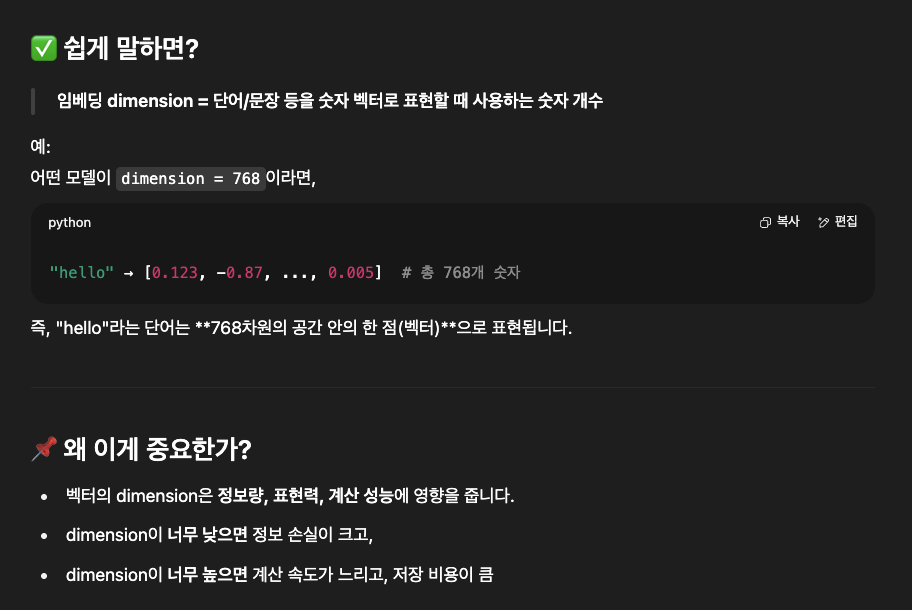 ✅ 쉽게 말하면?
임베딩 dimension = 단어/문장 등을 숫자 벡터로 표현할 때 사용하는 숫자 개수
예:
어떤 모델이 dimension = 768 이라면,
python 복사 편집
"hello" → [0.123, -0.87, ..., 0.005]  # 총 768개 숫자
즉, "hello"라는 단어는 **768차원의 공간 안의 한 점(벡터)**으로 표현됩니다.
📌 왜 이게 중요한가?
• 벡터의 dimension은 정보량, 표현력, 계산 성능에 영향을 줍니다.
• dimension이 너무 낮으면 정보 손실이 크고,
• dimension이 너무 높으면 계산 속도가 느리고, 저장 비용이 큼